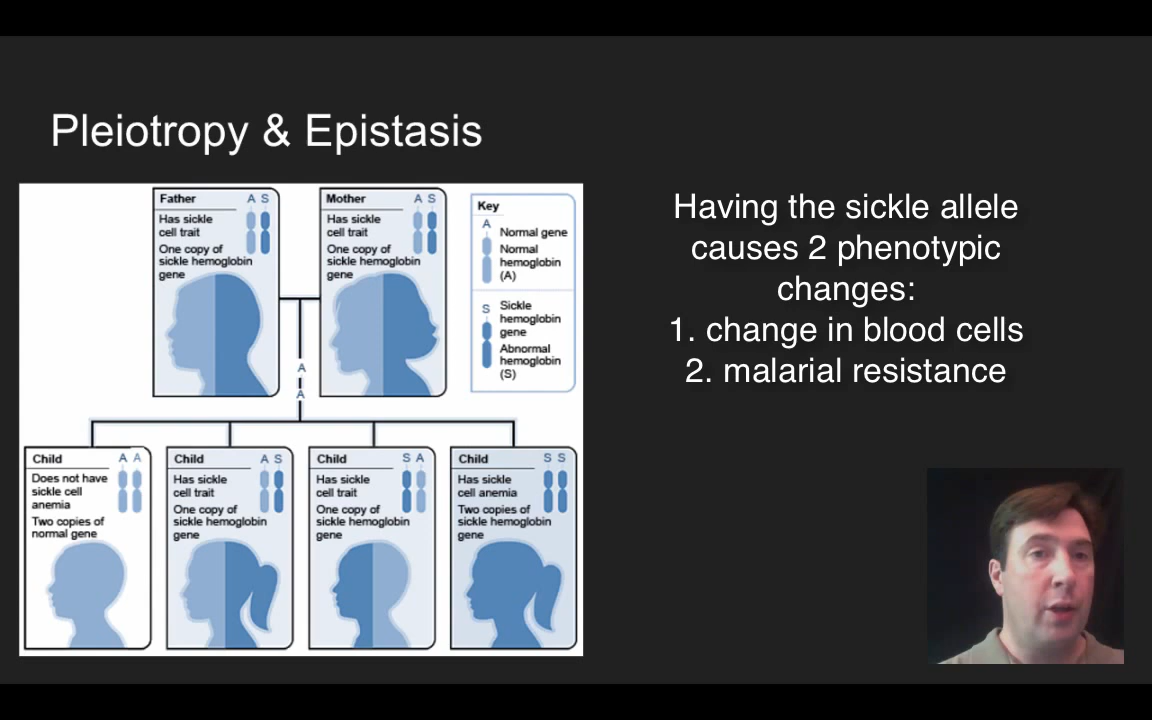 Pleiotropy & Epistasis
Father
A S
Has sickle
cell trait
One copy of
sickle hemoglobin
gene
Mother
A S
Has sickle
cell trait
One copy of
sickle hemoglobin
gene
Key
A
Normal gene
Normal
hemoglobin
(A)
S
Sickle
hemoglobin
gene
Abnormal
hemoglobin
(S)
A
A
Child
A A
Does not have
sickle cell
anemia
Two copies of
normal gene
Child
A S
Has sickle
cell trait
One copy of
sickle hemoglobin
gene
Child
S A
Has sickle
cell trait
One copy of
sickle hemoglobin
gene
Child
S S
Has sickle
cell anemia
Two copies of
sickle hemoglobin
gene
Having the sickle allele
causes 2 phenotypic
changes:
1. change in blood cells
2. malarial resistance